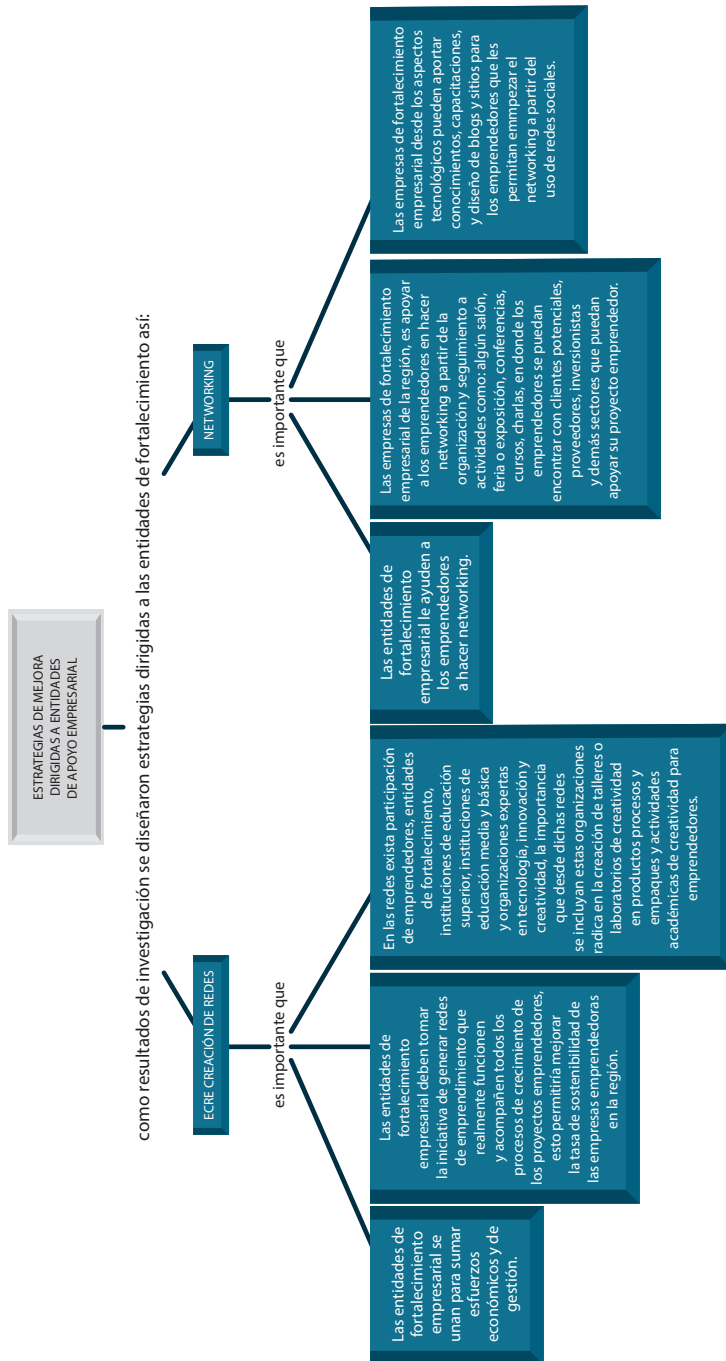 ESTRATEGIAS DE MEJORA
DIRIGIDAS A ENTIDADES
DE APOYO EMPRESARIAL
como resultados de investigación se diseñaron estrategias dirigidas a las entidades de fortalecimiento así:
ECRE CREACIÓN DE REDES
es importante que
Las entidades de
fortalecimiento
empresarial se
unan para sumar
esfuerzos
económicos y de
gestión.
Las entidades de
fortalecimiento
empresarial deben tomar
la iniciativa de generar redes
de emprendimiento que
realmente funcionen
y acompañen todos los
procesos de crecimiento de
los proyectos emprendedores,
esto permitiría mejorar
la tasa de sostenibilidad de
las empresas emprendedoras
en la región.
En las redes exista participación
de emprendedores, entidades
de fortalecimiento,
instituciones de educación
superior, instituciones de
educación media y básica
y organizaciones expertas
en tecnología, innovación y
creatividad, la importancia
que desde dichas redes
se incluyan estas organizaciones
radica en la creación de talleres o
laboratorios de creatividad
en productos procesos y
empaques y actividades
académicas de creatividad para
emprendedores.
NETWORKING
es importante que
Las entidades de
fortalecimiento
empresarial le ayuden a
los emprendedores
a hacer networking.
Las empresas de fortalecimiento
empresarial de la región, es apoyar
a los emprendedores en hacer
networking a partir de la
organización y seguimiento a
actividades como: algún salón,
feria o exposición, conferencias,
cursos, charlas, en donde los
emprendedores se puedan
encontrar con clientes potenciales,
proveedores, inversionistas
y demás sectores que puedan
apoyar su proyecto emprendedor.
Las empresas de fortalecimiento
empresarial desde los aspectos
tecnológicos pueden aportar
conocimientos, capacitaciones,
y diseño de blogs y sitios para
los emprendedores que les
permitan emmpezar el
networking a partir del
uso de redes sociales.